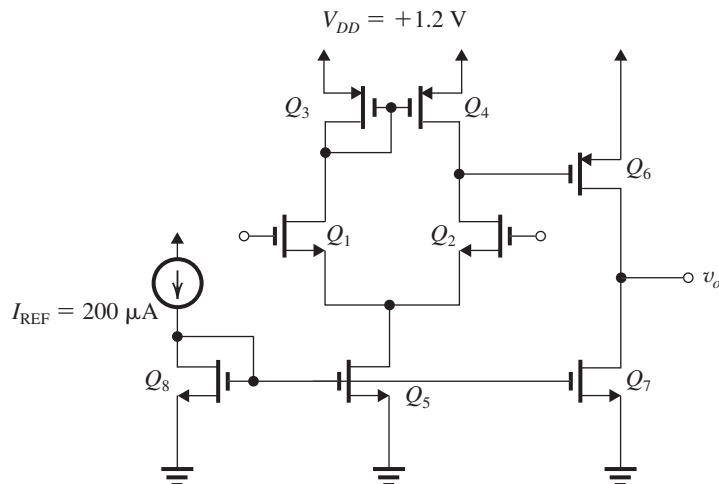 V_DD = +1.2 V
Q_3
Q_4
Q_6
Q_1
Q_2
v_o
I_REF = 200 μA
Q_8
Q_5
Q_7